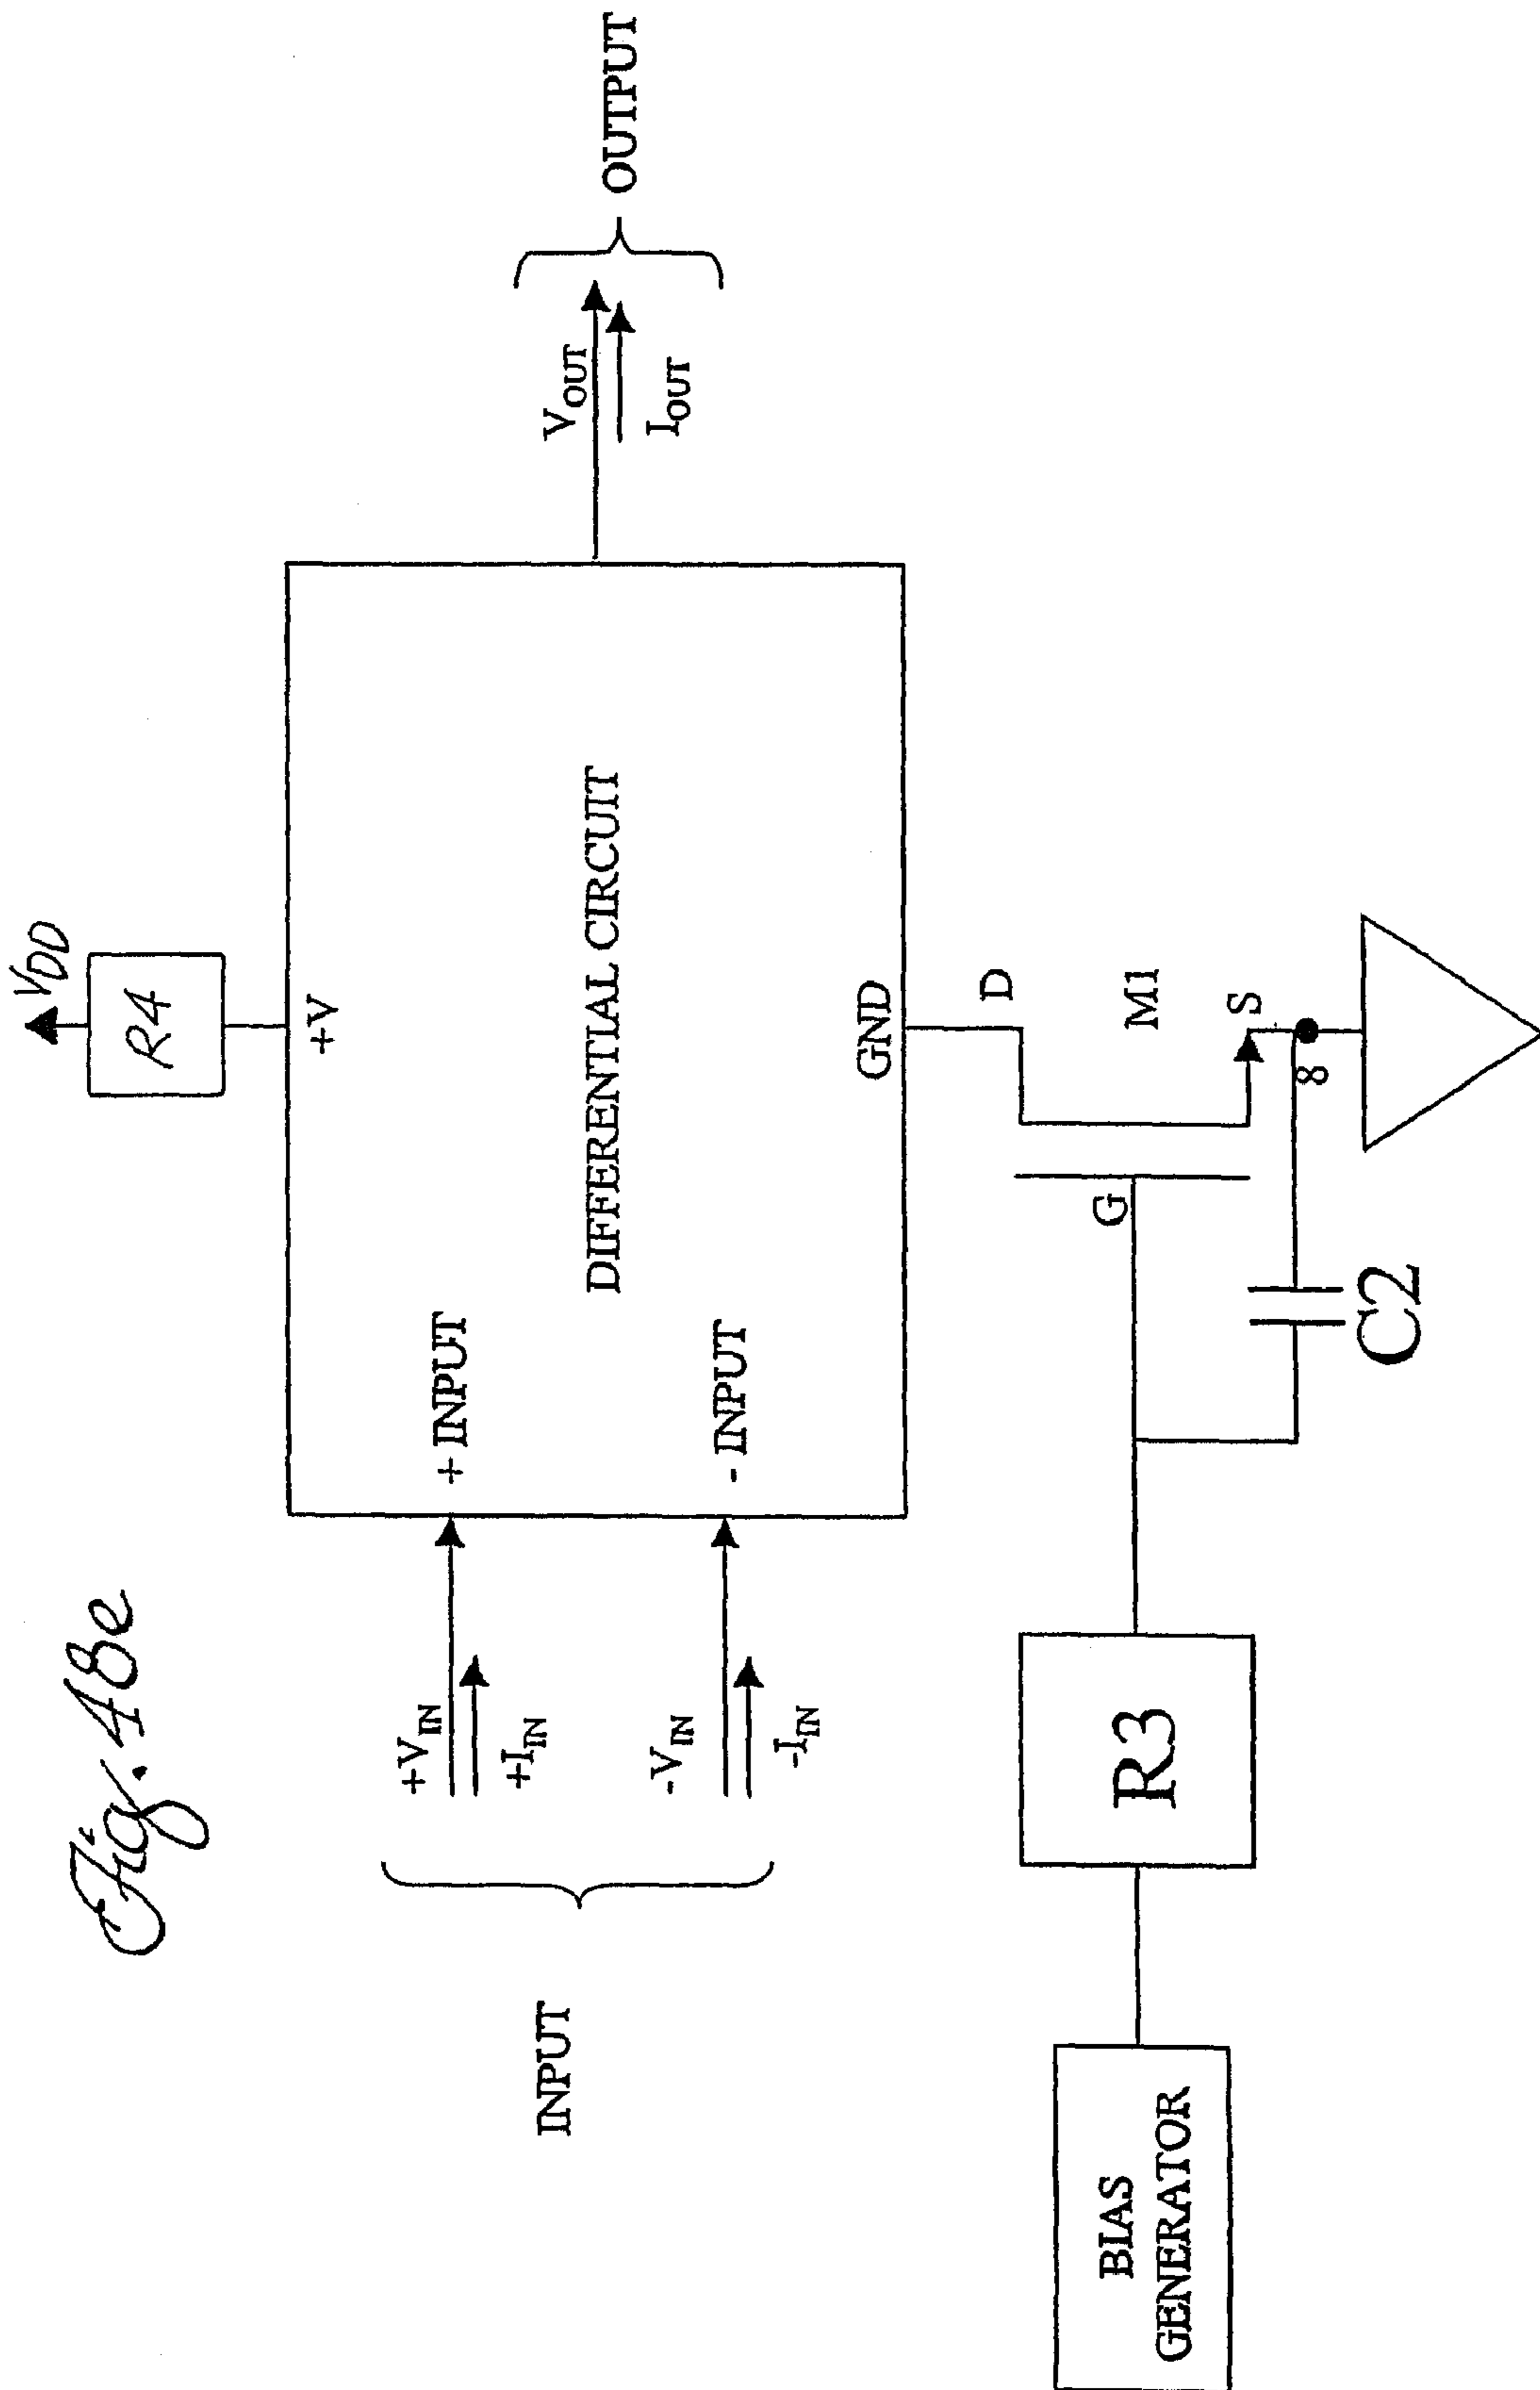 Fig. 48e
VDD
R4
+V
+ INPUT
- INPUT
DIFFERENTIAL CIRCUIT
GND
INPUT
+VIN
+IIN
-VIN
-IIN
VOUT
IOUT
OUTPUT
D
M1
G
S
8
C2
R3
BIAS
GENERATOR